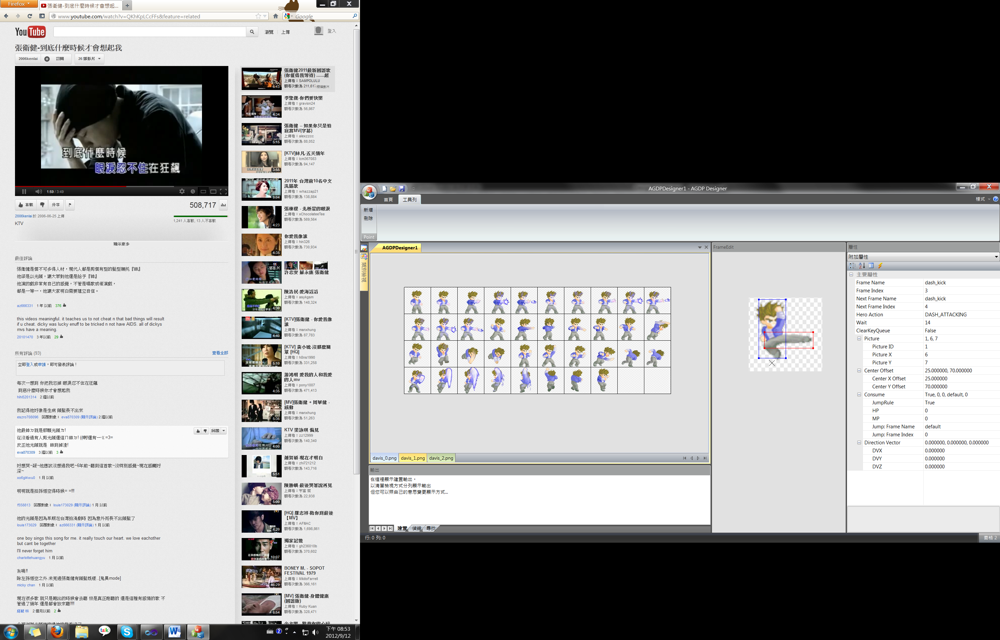 Firefox
張衛健-到底什麼時候才會想起...
www.youtube.com/watch?v=QKhKpLCcFFs&feature=related
Google
YouTube
瀏覽
上傳
登入
張衛健-到底什麼時候才會想起我
2006kenlai
訂閱
26 部影片
到底什麼時候
眼淚忍不住在狂飆
1:59 / 3:49
喜歡
分享
508,717
2006kenlai 於 2006-06-25 上傳
1,241 人喜歡, 13 人不喜歡
KTV
顯示更多
最佳評論
張衛健是個不可多得人材，現代人都是剪個有型的髮型襯托『帥』
他卻是以光頭，讓大眾對他還是給予『帥』
他演的戲非常有自己的感覺，不管是唱歌或者演戲，
都是一等一，他讓大家明白需要建立自信。
az666331 1 年 以前 376
this videos meaningful. it teaches us to not cheat n that bad things will result
if u cheat. dicky was lucky enuff to be tricked n not have AIDS. all of dickys
mvs have a meaning.
20101470 3 年以前 29
所有評論 (93)
查看全部
立即登入或申請，即可發表評論！
每次一想到 你把我忘掉 眼淚忍不住在狂飆
到底什麼時候你才會想起我
hihi5201314 2 週以前
我記得他好像是生病 頭髮長不出來
eszro708096 回覆對象： eva870309 (顯示評論) 2 週以前
他最帥ㄉ就是那顆光頭ㄉ!
從沒看過有人剪光頭還這ㄇ帥ㄉ! ((啊!還有一ㄍ =3=
反正他光頭就是 帥到掉渣!
回覆
eva870309 3 週以前 3
好想哭~疑~他應該沒想過我吧~6年前~聽到這首歌~沒特別感覺~現在感觸好
深~
xo6gl4wu0 1 月 以前
明明就是拍孫悟空得時候= =!!!
f558813 回覆對象： louis173029 (顯示評論) 1 月 以前
他的光頭是因為早期在台灣拍清劇時 因為意外而長不出頭髮了
louis173029 回覆對象： az666331 (顯示評論) 1 月 以前
one boy sings this song for me. it really touch our heart. we love eachother
but cant be together
I'll never forget him
charlottehuangyu 1 月 以前
除左孫悟空之外.未見過張衛健有頭髮既樣..[鬼異mode]
micky chan 1 月 以前
現在很多歌 就只是剛出的時候會去聽 但是真正耐聽的 還是這種有感情的歌 不
管過了幾年 還是都會放來聽!!!!
庭毓 林 2 個月以前 2
張衛健2011最新國語歌
(你值得我等待) ......超
上傳者：SAMPOLULU
觀看次數為 211,617 精選影片
6:13
李聖傑-你們要快樂
上傳者：gravion24
觀看次數為 56,867
4:34
張衛健 -- 如果你只是怕
寂寞MV(字幕)
上傳者：alexzzcc
觀看次數為 88,052
5:15
[KTV]林凡-五天幾年
上傳者：lcm367083
觀看次數為 94,147
3:55
2011年 台灣前10名中文
洗腦歌
上傳者：whazzap21
觀看次數為 138,884
9:04
張棟樑 - 北極星的眼淚
上傳者：xChocolateeTee
觀看次數為 569,564
4:23
你愛我像誰
上傳者：hin326
觀看次數為 730,934
4:35
11
部影片
許志安 蘇永康 張衛健
陳浩民-愛海滔滔
上傳者：asykgsm
觀看次數為 148,324
4:30
[KTV]張衛健 - 你愛我像
誰
上傳者：manxhung
觀看次數為 87,783
4:40
[KTV] 黃小琥-沒那麼簡
單 [HQ]
上傳者：h8ns1990
觀看次數為 331,258
5:10
游鴻明 愛我的人和我愛
的人mv
上傳者：pony1007
觀看次數為 471,413
4:35
[MV]張衛健 + 周華健 -
感動
上傳者：manxhung
觀看次數為 51,263
5:36
KTV 梁詠琪 偏見
上傳者：zz12999
觀看次數為 140,340
4:00
蕭賀碩-現在才明白
上傳者：zhi721212
觀看次數為 143,716
5:51
陳勝嶼-最後哭著說再見
觀看次數為 22,938
5:00
[HQ] 羅志祥-陪你到最後
【MV】
上傳者：AFIIIAC
觀看次數為 1,698,861
4:20
獨家記憶
上傳者：gh236010b
觀看次數為 370,602
10:07
BONEY M. - SOPOT
FESTIVAL 1979
上傳者：MikitoFarrell
觀看次數為 366,161
46:29
[MV] 張衛健-身體健康
(國語版)
上傳者：Ruby Kuan
觀看次數為 328,471
6:54
talk
下午 08:53
2012/9/12
AGDPDesigner1 - AGDP Designer
首頁
工具列
樣式
新增
刪除
Point
類別檢視
AGDPDesigner1
davis_0.png
davis_1.png
davis_2.png
輸出
在這裡顯示建置輸出。
以清單檢視方式分列顯示輸出
但您可以照自己的意思變更顯示方式...
建置
偵錯
尋找
行: 0 列: 0
窗格 2
FrameEdit
屬性
附加屬性
主要屬性
Frame Name dash_kick
Frame Index 3
Next Frame Name dash_kick
Next Frame Index 4
Hero Action DASH_ATTACKING
Wait 14
ClearKeyQueue False
Picture 1, 6, 7
Picture ID 1
Picture X 6
Picture Y 7
Center Offset 25.000000, 70.000000
Center X Offset 25.000000
Center Y Offset 70.000000
Consume True, 0, 0, default, 0
JumpRule True
HP 0
MP 0
Jump: Frame Name default
Jump: Frame Index 0
Direction Vector 0.000000, 0.000000, 0.000000
DVX 0.000000
DVY 0.000000
DVZ 0.000000